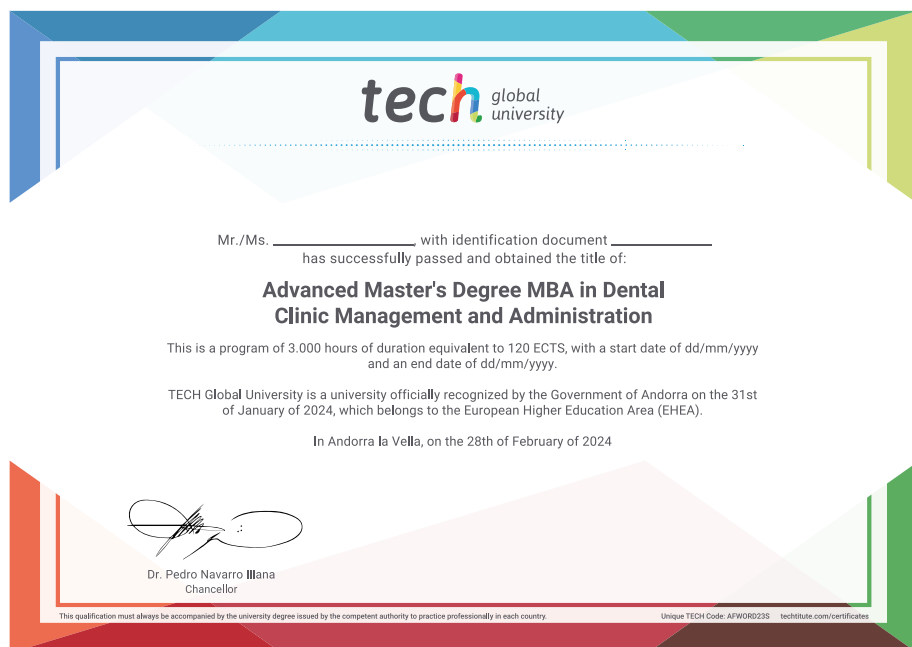 tech global university
Mr./Ms. ____________, with identification document ____________
has successfully passed and obtained the title of:
Advanced Master's Degree MBA in Dental
Clinic Management and Administration
This is a program of 3.000 hours of duration equivalent to 120 ECTS, with a start date of dd/mm/yyyy
and an end date of dd/mm/yyyy.
TECH Global University is a university officially recognized by the Government of Andorra on the 31st
of January of 2024, which belongs to the European Higher Education Area (EHEA).
In Andorra la Vella, on the 28th of February of 2024
Dr. Pedro Navarro Illana
Chancellor
This qualification must always be accompanied by the university degree issued by the competent authority to practice professionally in each country.
Unique TECH Code: AFWORD23S techtitute.com/certificates